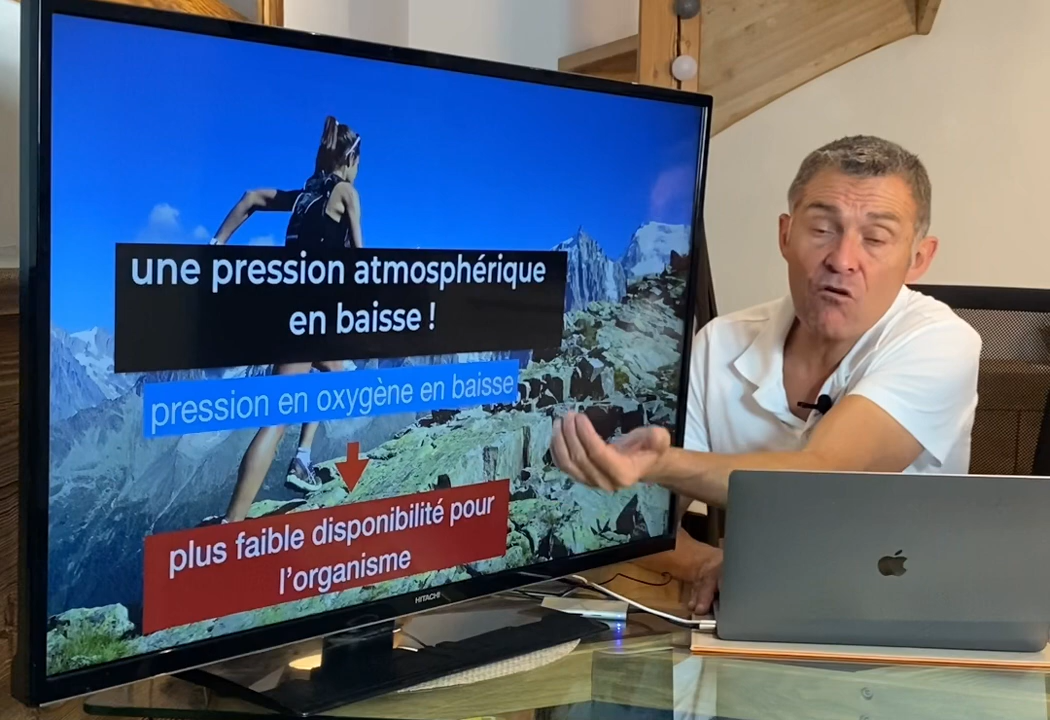 une pression atmosphérique
en baisse !
pression en oxygène en baisse
plus faible disponibilité pour
l'organisme
HITACHI